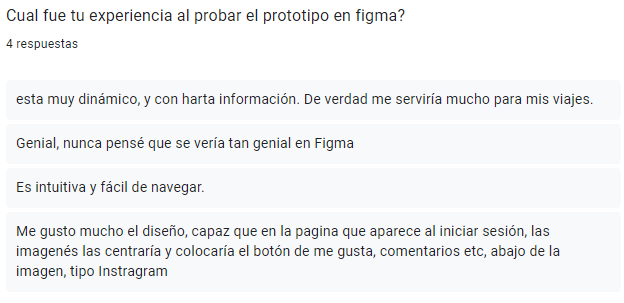 Cual fue tu experiencia al probar el prototipo en figma?
4 respuestas
esta muy dinámico, y con harta información. De verdad me serviría mucho para mis viajes.
Genial, nunca pensé que se vería tan genial en Figma
Es intuitiva y fácil de navegar.
Me gusto mucho el diseño, capaz que en la pagina que aparece al iniciar sesión, las
imagenés las centraría y colocaría el botón de me gusta, comentarios etc, abajo de la
imagen, tipo Instragram